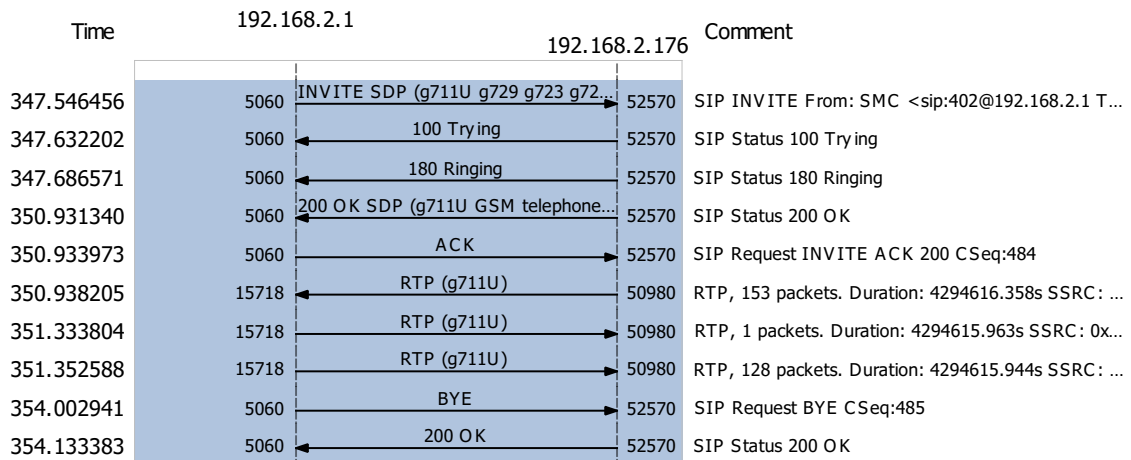 Time 192.168.2.1 192.168.2.176 Comment
347.546456 5060 INVITE SDP (g711U g729 g723 g72... 52570 SIP INVITE From: SMC <sip:402@192.168.2.1 T...
347.632202 5060 100 Trying 52570 SIP Status 100 Trying
347.686571 5060 180 Ringing 52570 SIP Status 180 Ringing
350.931340 5060 200 OK SDP (g711U GSM telephone... 52570 SIP Status 200 OK
350.933973 5060 ACK 52570 SIP Request INVITE ACK 200 CSeq:484
350.938205 15718 RTP (g711U) 50980 RTP, 153 packets. Duration: 4294616.358s SSRC: ...
351.333804 15718 RTP (g711U) 50980 RTP, 1 packets. Duration: 4294615.963s SSRC: 0x...
351.352588 15718 RTP (g711U) 50980 RTP, 128 packets. Duration: 4294615.944s SSRC: ...
354.002941 5060 BYE 52570 SIP Request BYE CSeq:485
354.133383 5060 200 OK 52570 SIP Status 200 OK